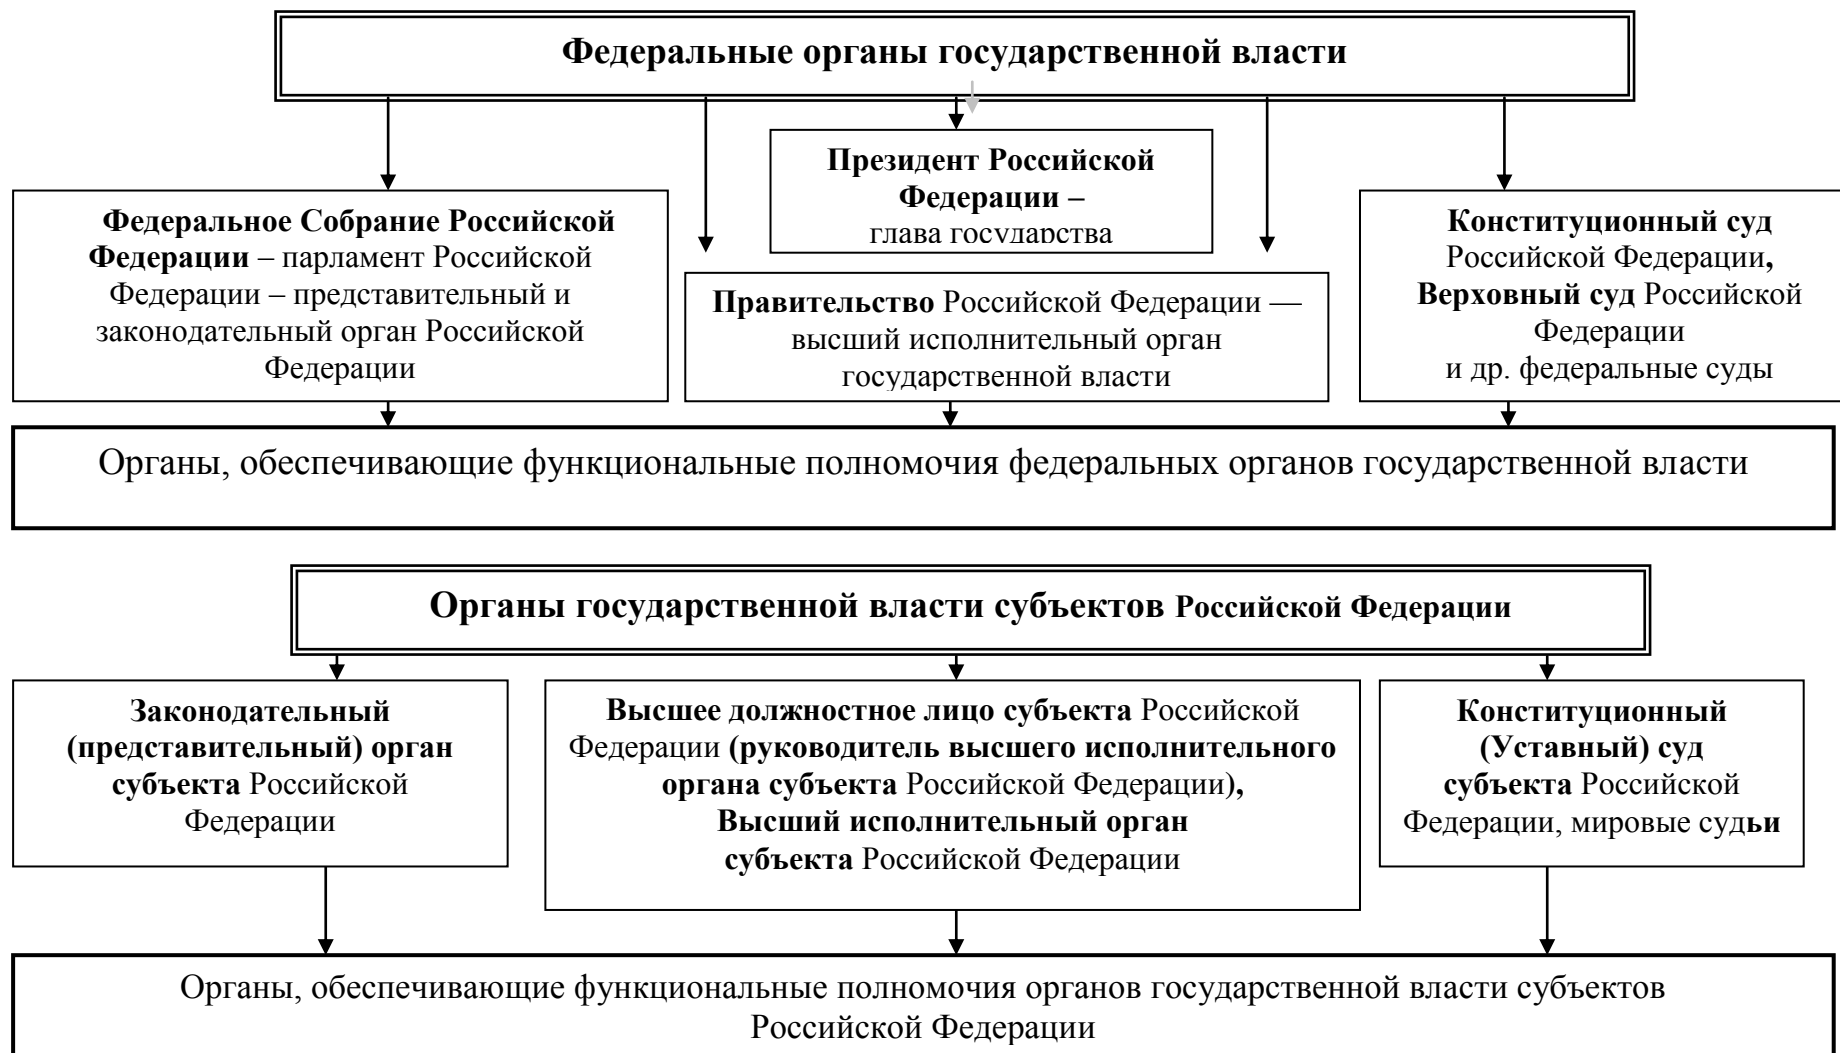 Федеральные органы государственной власти
Президент Российской
Федерации –
глава государства
Федеральное Собрание Российской
Федерации – парламент Российской
Федерации – представительный и
законодательный орган Российской
Федерации
Правительство Российской Федерации —
высший исполнительный орган
государственной власти
Конституционный суд
Российской Федерации,
Верховный суд Российской
Федерации
и др. федеральные суды
Органы, обеспечивающие функциональные полномочия федеральных органов государственной власти
Органы государственной власти субъектов Российской Федерации
Законодательный
(представительный) орган
субъекта Российской
Федерации
Высшее должностное лицо субъекта Российской
Федерации (руководитель высшего исполнительного
органа субъекта Российской Федерации),
Высший исполнительный орган
субъекта Российской Федерации
Конституционный
(Уставный) суд
субъекта Российской
Федерации, мировые судьи
Органы, обеспечивающие функциональные полномочия органов государственной власти субъектов
Российской Федерации